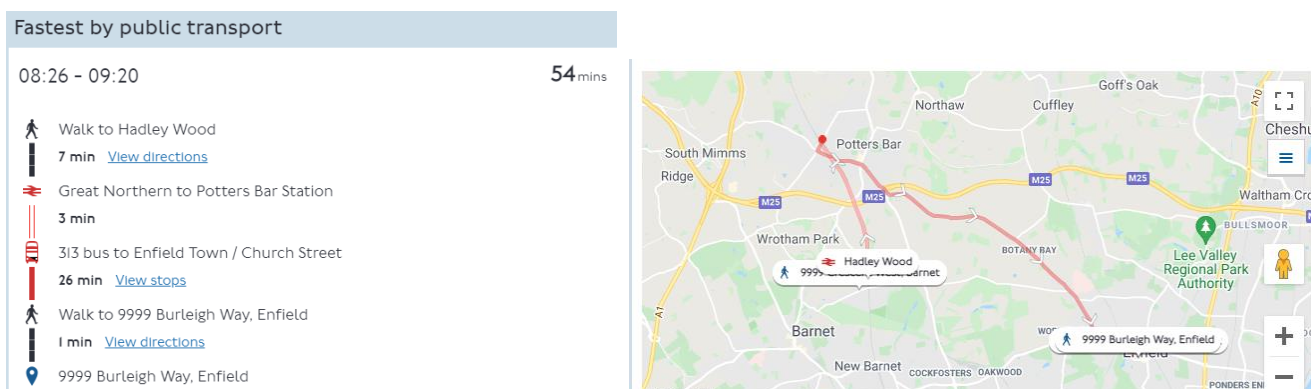 Fastest by public transport
08:26 - 09:20
54 mins
Walk to Hadley Wood
7 min View directions
Great Northern to Potters Bar Station
3 min
313 bus to Enfield Town / Church Street
26 min View stops
Walk to 9999 Burleigh Way, Enfield
1 min View directions
9999 Burleigh Way, Enfield
Goff's Oak
Northaw
Cuffley
A10
Potters Bar
South Mimms
Ridge
M25
M25
M25
M25
Waltham
BULLSMOOR
Wrotham Park
BOTANY BAY
Lee Valley
Regional Park
Authority
Hadley Wood
9999
Barnet
A1
Barnet
9999 Burleigh Way, Enfield
Enfield
New Barnet
COCKFOSTERS
OAKWOOD
PONDERS